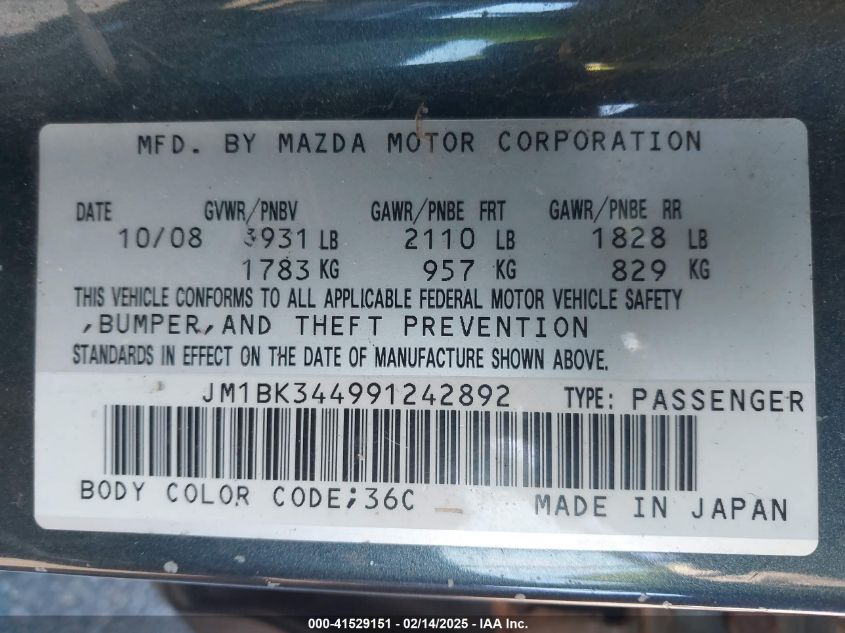 MFD. BY MAZDA MOTOR CORPORATION
DATE GVWR/PNBV GAWR/PNBE FRT GAWR/PNBE RR
10/08 3931 LB 2110 LB 1828 LB
1783 KG 957 KG 829 KG
THIS VEHICLE CONFORMS TO ALL APPLICABLE FEDERAL MOTOR VEHICLE SAFETY
,BUMPER,AND THEFT PREVENTION
STANDARDS IN EFFECT ON THE DATE OF MANUFACTURE SHOWN ABOVE.
JM1BK344991242892 TYPE: PASSENGER
BODY COLOR CODE;36C MADE IN JAPAN
000-41529151 - 02/14/2025 - IAA Inc.